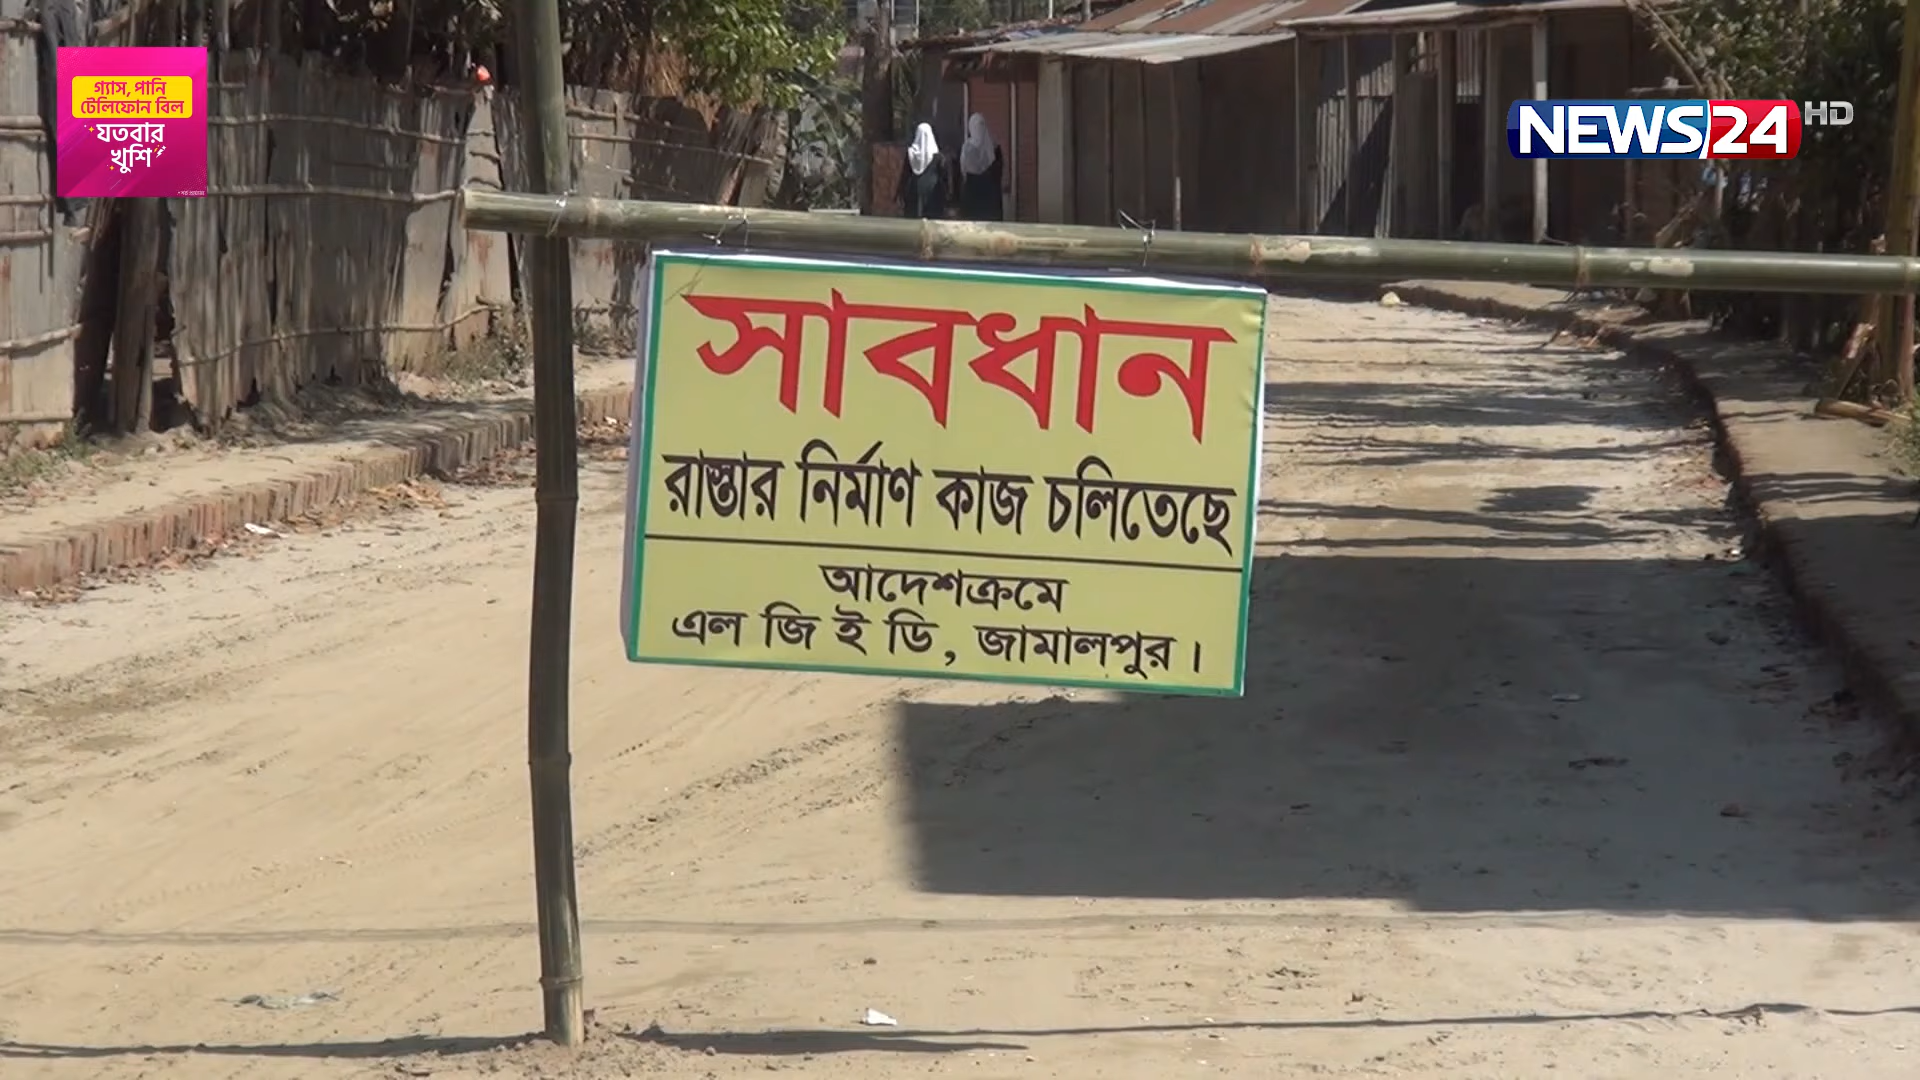 গ্যাস, পানি
টেলিফোন বিল
যতবার
খুশি
NEWS24 HD
সাবধান
রাস্তার নির্মাণ কাজ চলিতেছে
আদেশক্রমে
এল জি ই ডি, জামালপুর।